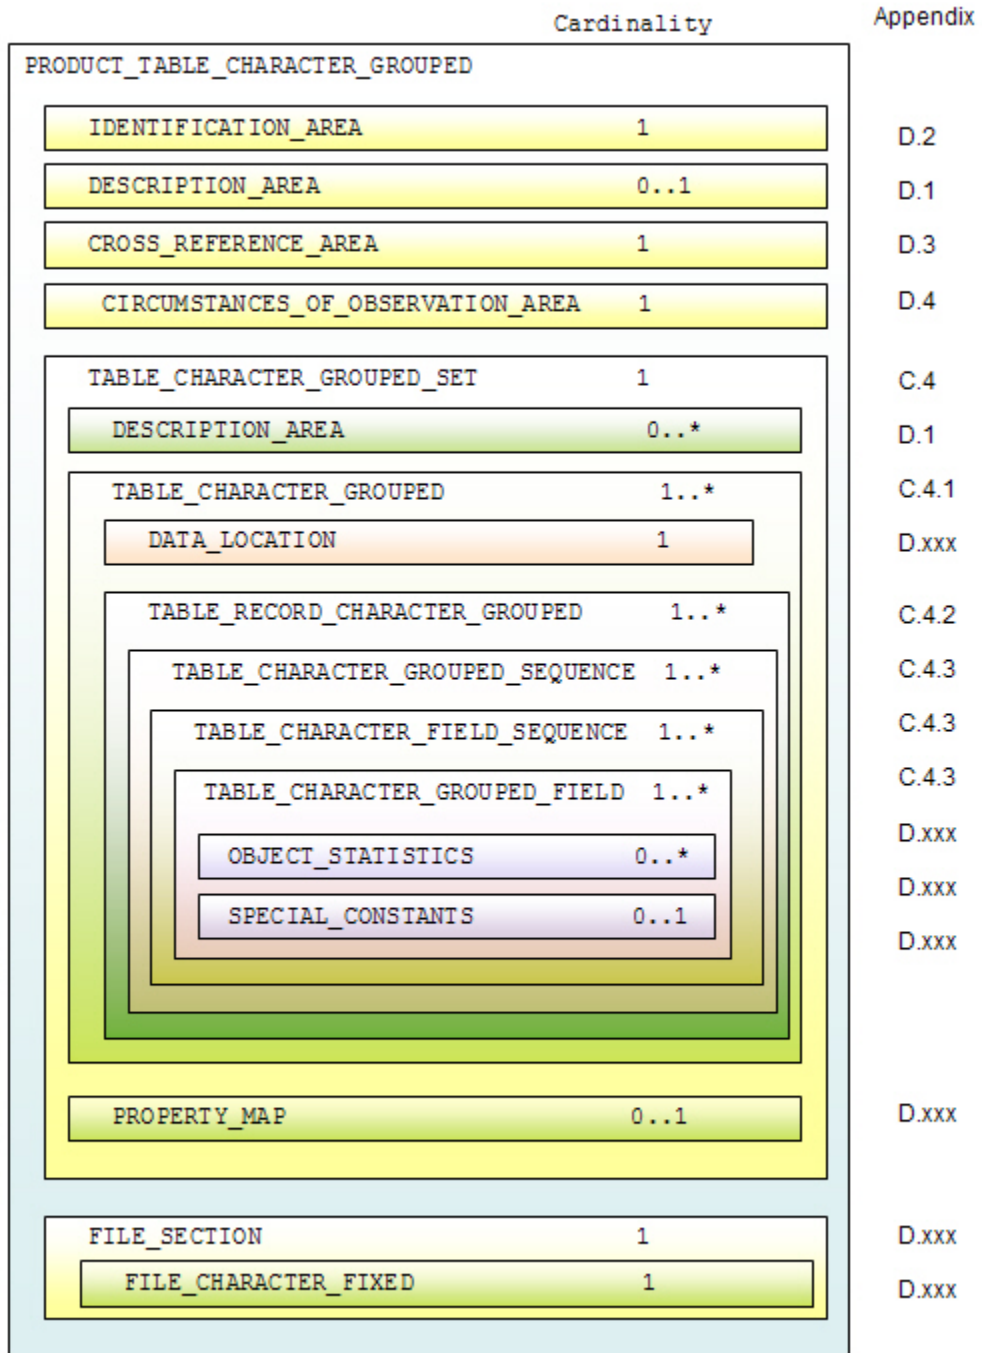 Cardinality Appendix
PRODUCT_TABLE_CHARACTER_GROUPED
IDENTIFICATION_AREA 1 D.2
DESCRIPTION_AREA 0..1 D.1
CROSS_REFERENCE_AREA 1 D.3
CIRCUMSTANCES_OF_OBSERVATION_AREA 1 D.4
TABLE_CHARACTER_GROUPED_SET 1 C.4
DESCRIPTION_AREA 0..* D.1
TABLE_CHARACTER_GROUPED 1..* C.4.1
DATA_LOCATION 1 D.xxx
TABLE_RECORD_CHARACTER_GROUPED 1..* C.4.2
TABLE_CHARACTER_GROUPED_SEQUENCE 1..* C.4.3
TABLE_CHARACTER_FIELD_SEQUENCE 1..* C.4.3
TABLE_CHARACTER_GROUPED_FIELD 1..* C.4.3
D.xxx
OBJECT_STATISTICS 0..*
D.xxx
SPECIAL_CONSTANTS 0..1
D.xxx
PROPERTY_MAP 0..1 D.xxx
FILE_SECTION 1 D.xxx
FILE_CHARACTER_FIXED 1 D.xxx